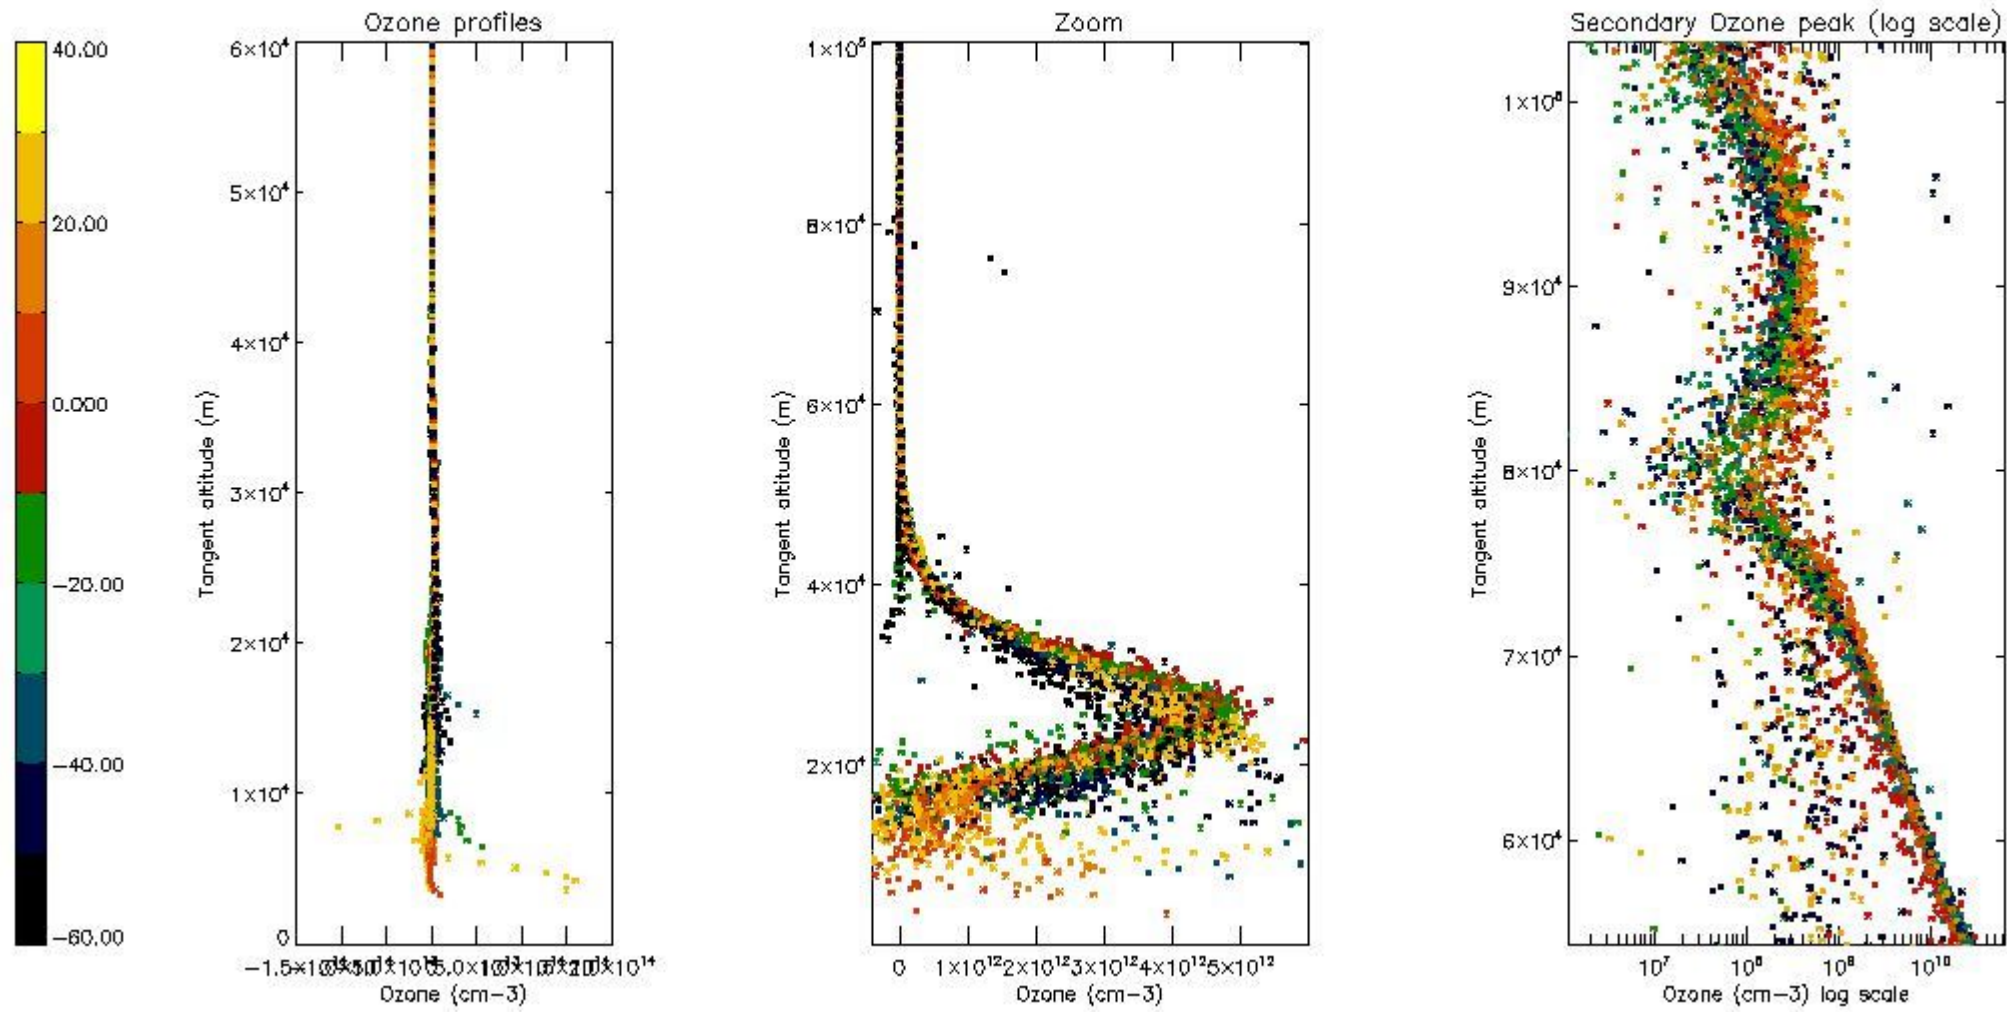 Ozone profiles
Zoom
Secondary Ozone peak (log scale)
40.00
20.00
0.000
−20.00
−40.00
−60.00
6×10⁴
5×10⁴
4×10⁴
3×10⁴
2×10⁴
1×10⁴
0
Tangent altitude (m)
Ozone (cm−3)
1×10⁵
8×10⁴
6×10⁴
4×10⁴
2×10⁴
Tangent altitude (m)
0 1×10¹² 2×10¹² 3×10¹² 4×10¹² 5×10¹²
Ozone (cm−3)
1×10⁵
9×10⁴
8×10⁴
7×10⁴
6×10⁴
Tangent altitude (m)
10⁷ 10⁸ 10⁹ 10¹⁰
Ozone (cm−3) log scale